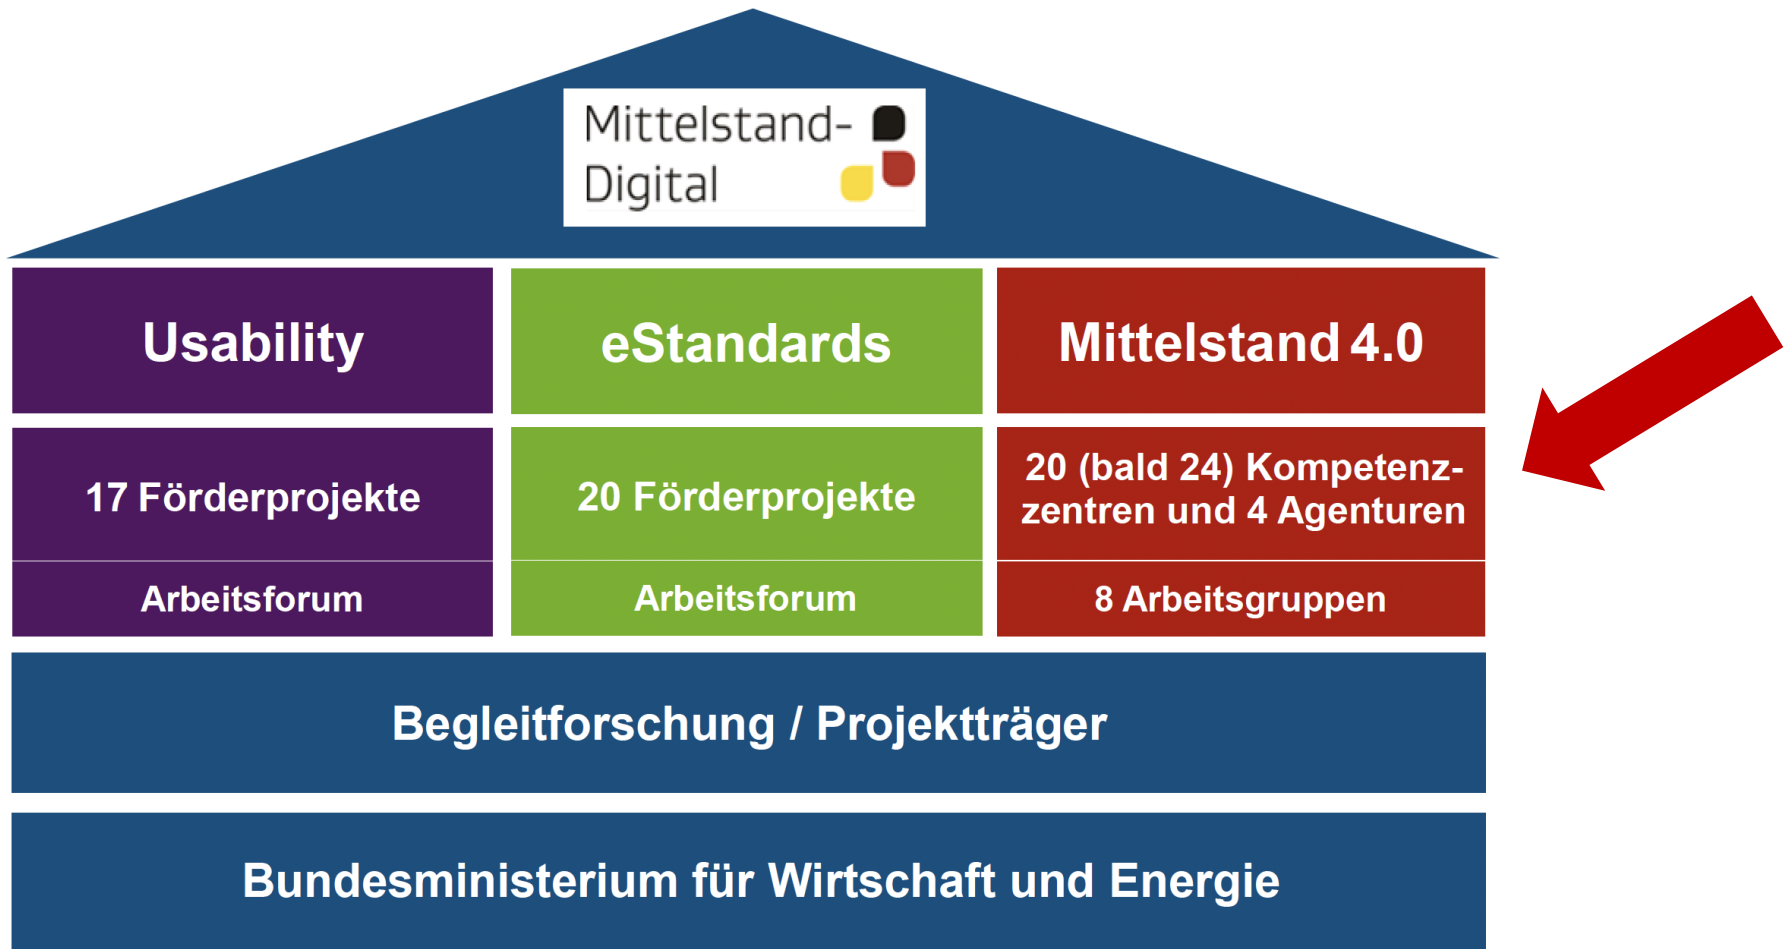 Mittelstand-
Digital
Usability
eStandards
Mittelstand 4.0
17 Förderprojekte
20 Förderprojekte
20 (bald 24) Kompetenz-
zentren und 4 Agenturen
Arbeitsforum
Arbeitsforum
8 Arbeitsgruppen
Begleitforschung / Projektträger
Bundesministerium für Wirtschaft und Energie